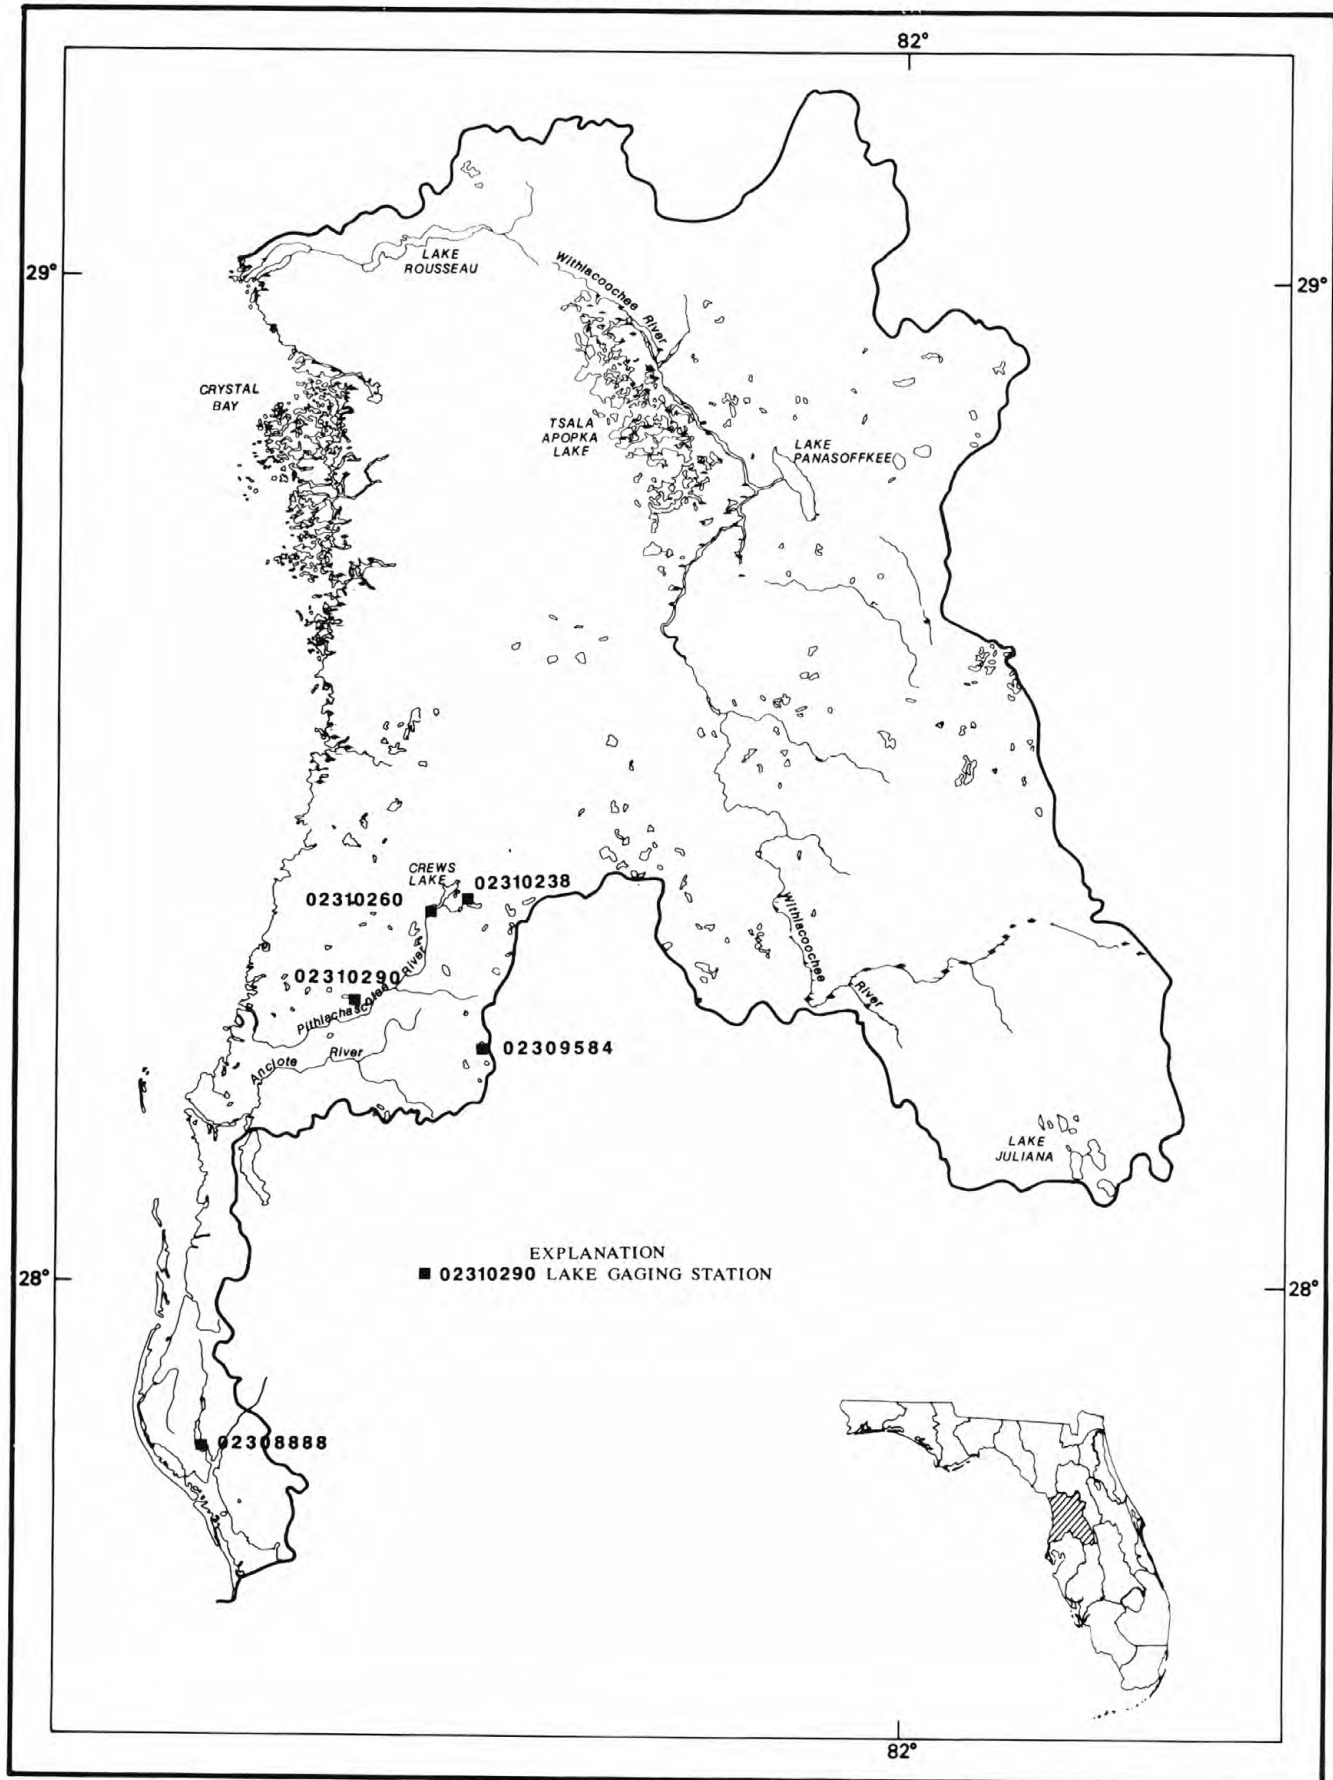 82°
29°
29°
LAKE
ROUSSEAU
Withlacoochee
River
CRYSTAL
BAY
TSALA
APOPKA
LAKE
LAKE
PANASOFFKEE
CREWS
LAKE
02310238
02310260
02310290
Pithlachascotee River
Withlacoochee
River
02309584
Anclote River
LAKE
JULIANA
EXPLANATION
02310290 LAKE GAGING STATION
28°
28°
02308888
82°